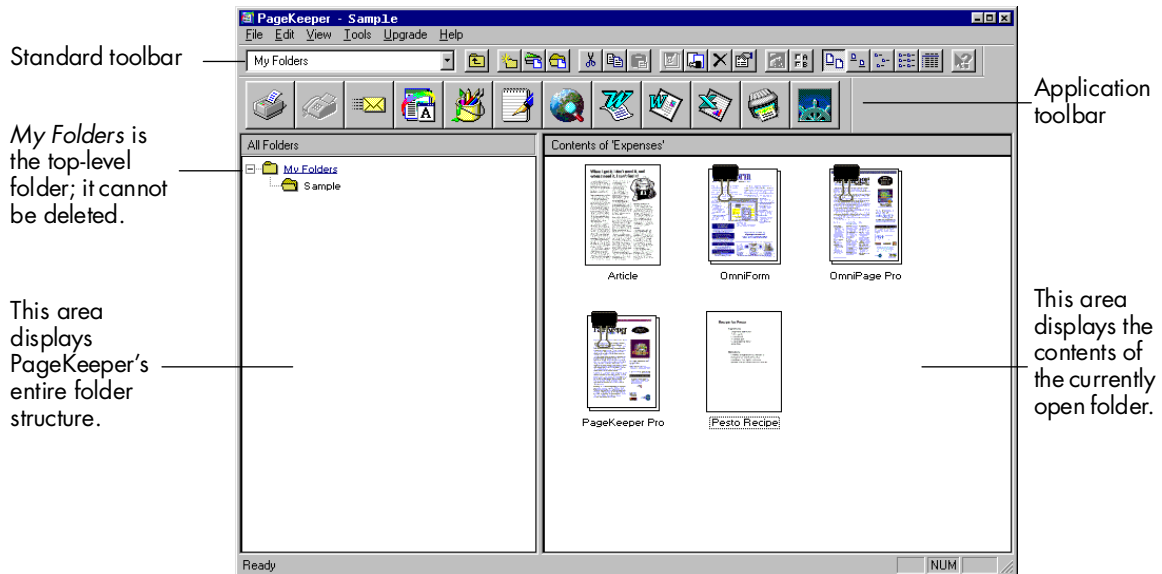 PageKeeper - Sample
File Edit View Tools Upgrade Help
Standard toolbar
My Folders
Application
toolbar
My Folders is
the top-level
folder; it cannot
be deleted.
All Folders
My Folders
Sample
Contents of 'Expenses'
Article
OmniForm
OmniPage Pro
PageKeeper Pro
Pesto Recipe
This area
displays
PageKeeper's
entire folder
structure.
This area
displays the
contents of
the currently
open folder.
Ready
NUM